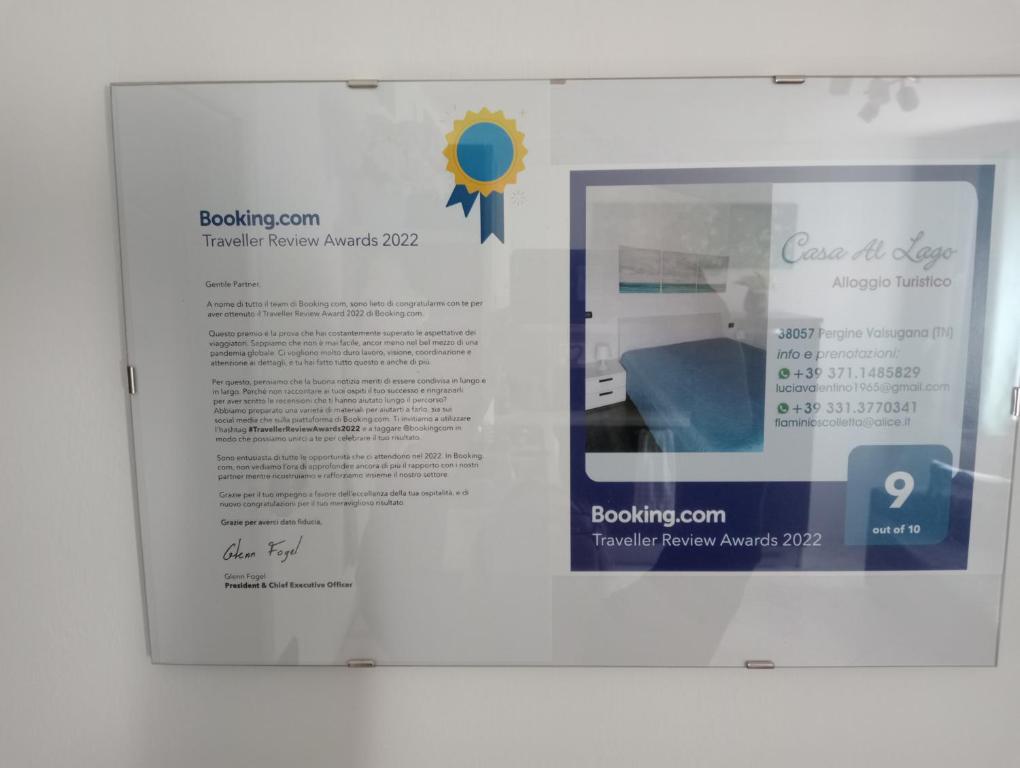 Booking.com
Traveller Review Awards 2022
Gentile Partner,
A nome di tutto il team di Booking.com, sono lieto di congratularmi con te per
aver ottenuto il Traveller Review Award 2022 di Booking.com.
Questo premio è la prova che hai costantemente superato le aspettative dei
viaggiatori. Sappiamo che non è mai facile, ancor meno nel bel mezzo di una
pandemia globale. Ci vogliono molto duro lavoro, visione, coordinazione e
attenzione ai dettagli, e tu hai fatto tutto questo e anche di più.
Per questo, pensiamo che la buona notizia meriti di essere condivisa in lungo e
in largo. Perché non raccontare ai tuoi ospiti il tuo successo e ringraziarli
per aver scritto le recensioni che ti hanno aiutato lungo il percorso?
Abbiamo preparato una varietà di materiali per aiutarti a farlo, sia sui
social media che sulla piattaforma di Booking.com. Ti invitiamo a utilizzare
l'hashtag #TravellerReviewAwards2022 e a taggare @bookingcom in
modo che possiamo unirci a te per celebrare il tuo risultato.
Sono entusiasta di tutte le opportunità che ci attendono nel 2022. In Booking.
com, non vediamo l'ora di approfondire ancora di più il rapporto con i nostri
partner mentre ricostruiamo e rafforziamo insieme il nostro settore.
Grazie per il tuo impegno a favore dell'eccellenza della tua ospitalità, e di
nuovo congratulazioni per il tuo meraviglioso risultato.
Grazie per averci dato fiducia,
Glenn Fogel
Glenn Fogel
President & Chief Executive Officer
Casa Al Lago
Alloggio Turistico
38057 Pergine Valsugana (TN)
info e prenotazioni:
+39 371.1485829
luciavalentino1965@gmail.com
+39 331.3770341
flaminioscolletta@alice.it
9
out of 10
Booking.com
Traveller Review Awards 2022